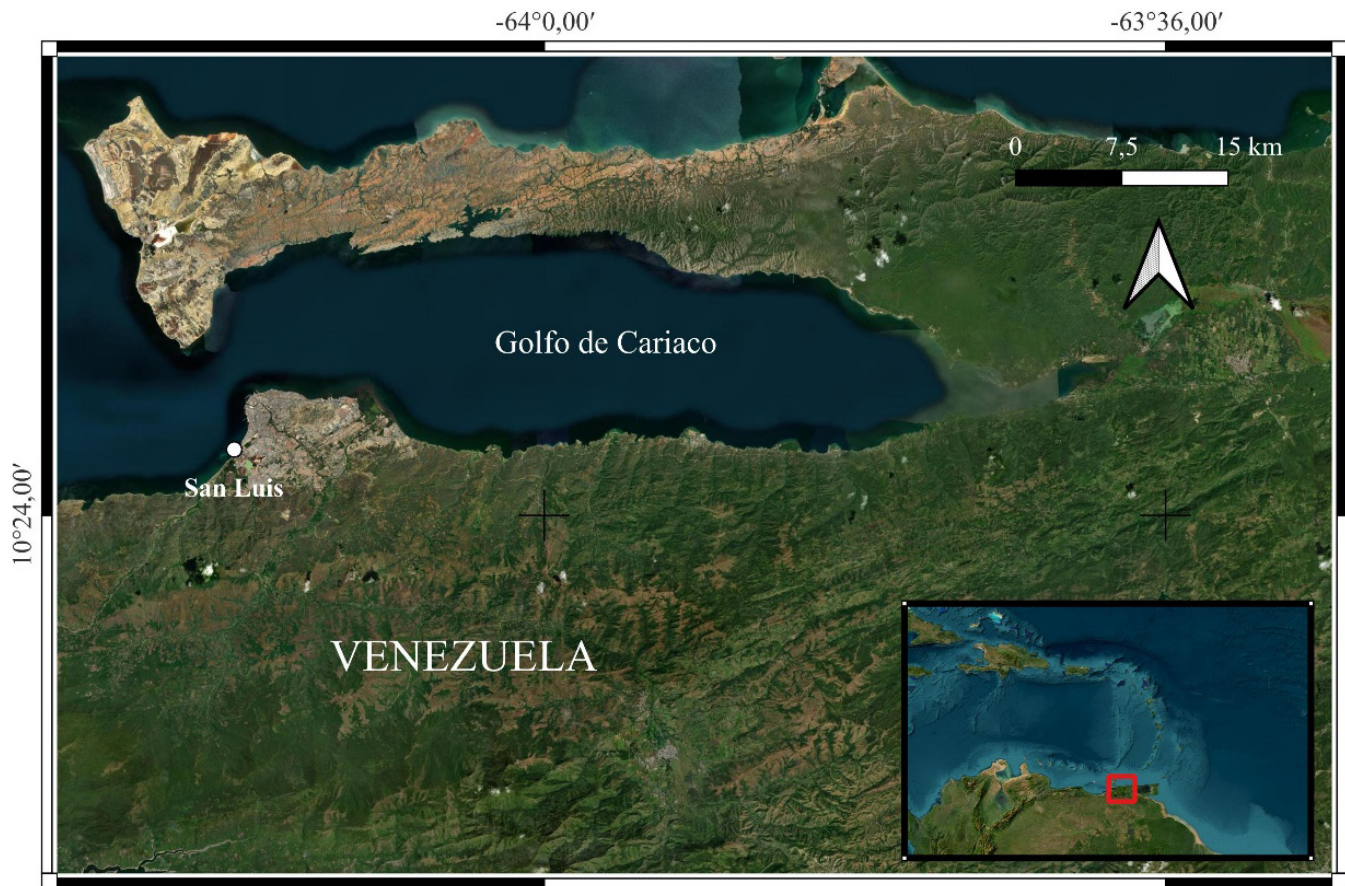 -64°0,00′
-63°36,00′
0
7,5
15 km
Golfo de Cariaco
San Luis
10°24,00′
VENEZUELA